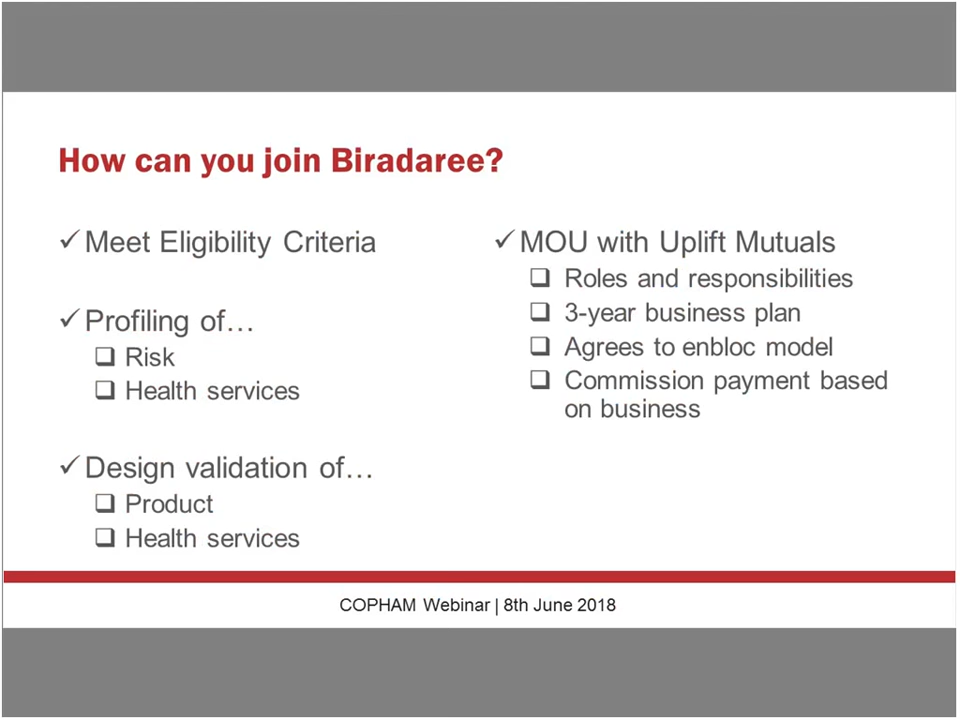 How can you join Biradaree?
Meet Eligibility Criteria
Profiling of…
Risk
Health services
Design validation of…
Product
Health services
MOU with Uplift Mutuals
Roles and responsibilities
3-year business plan
Agrees to enbloc model
Commission payment based
on business
COPHAM Webinar | 8th June 2018